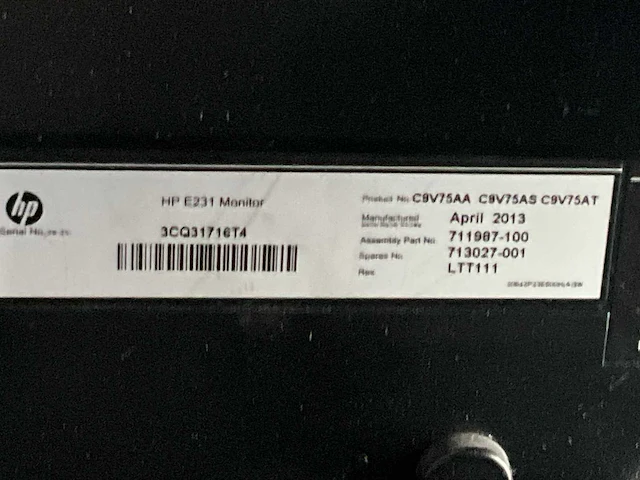 hp
HP E231 Monitor
Serial No.
3CQ31716T4
Product No. C9V75AA C9V75AS C9V75AT
Manufactured April 2013
Assembly Part No. 711987-100
Spares No. 713027-001
Rev. LTT111